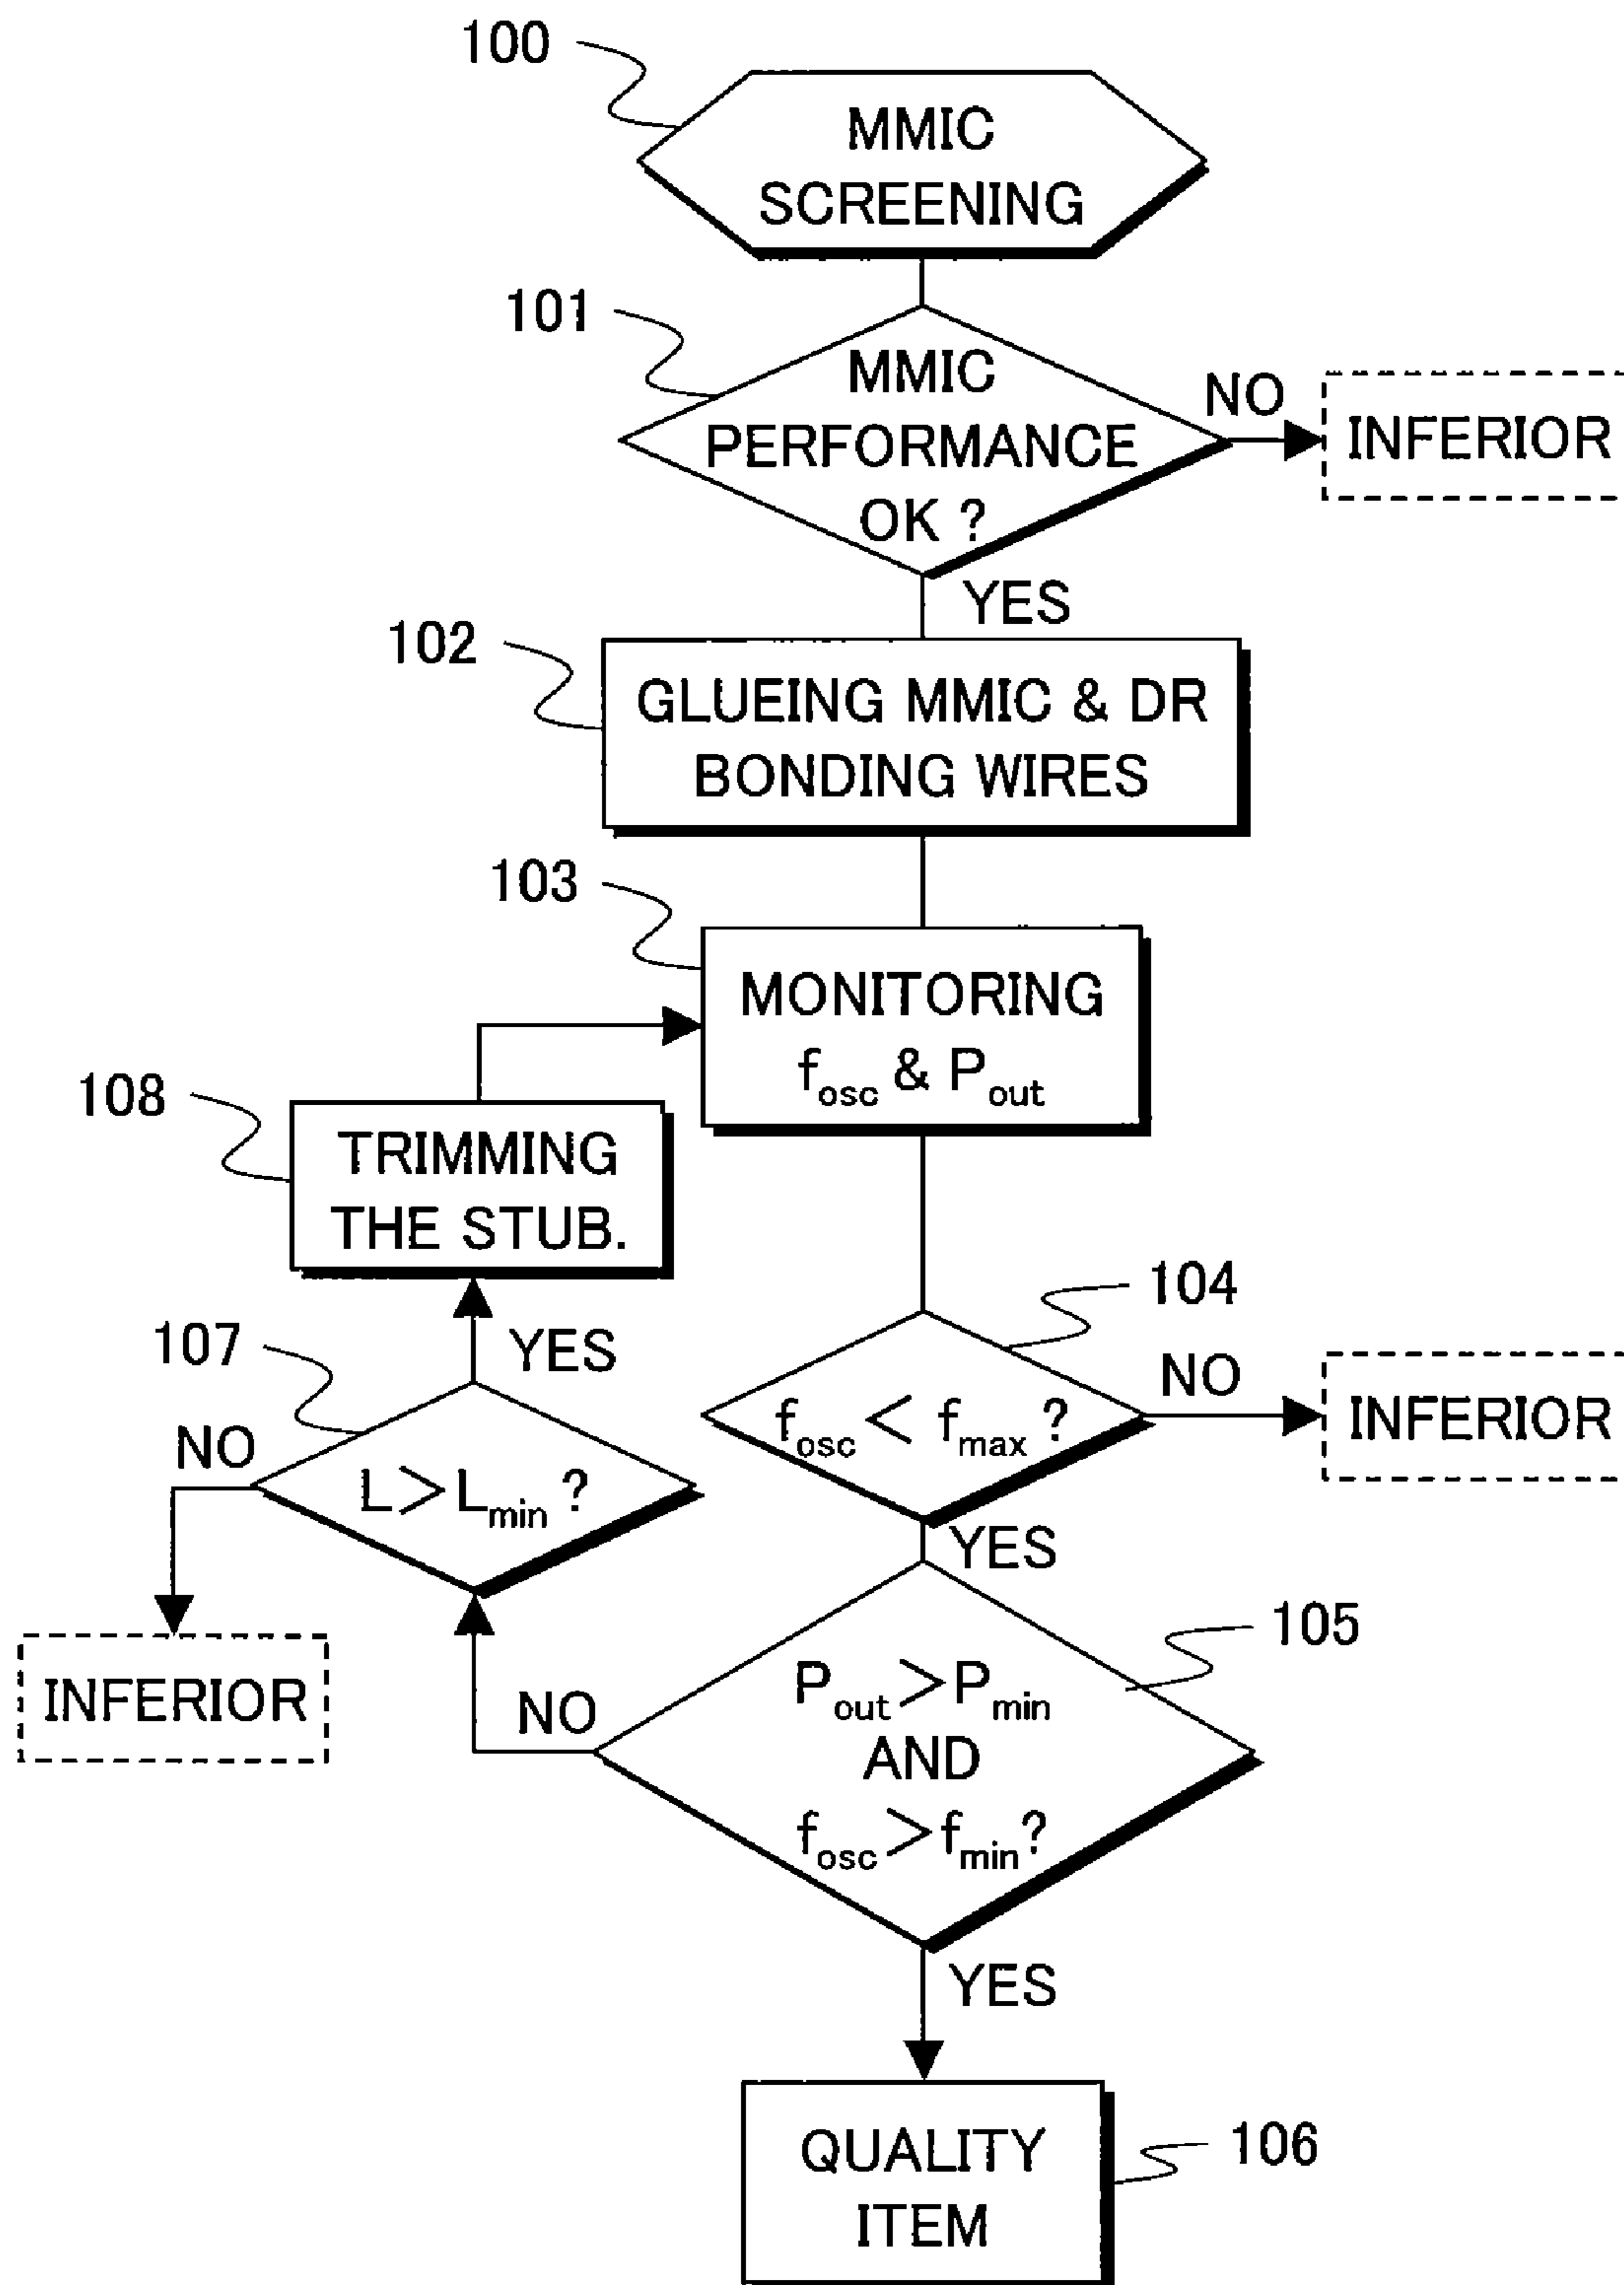 100
MMIC
SCREENING
101
MMIC
PERFORMANCE
OK ?
NO
INFERIOR
YES
102
GLUEING MMIC & DR
BONDING WIRES
103
MONITORING
fosc & Pout
108
TRIMMING
THE STUB.
104
fosc < fmax ?
NO
INFERIOR
YES
107
YES
NO
L>Lmin ?
INFERIOR
NO
105
Pout>Pmin
AND
fosc>fmin?
YES
106
QUALITY
ITEM